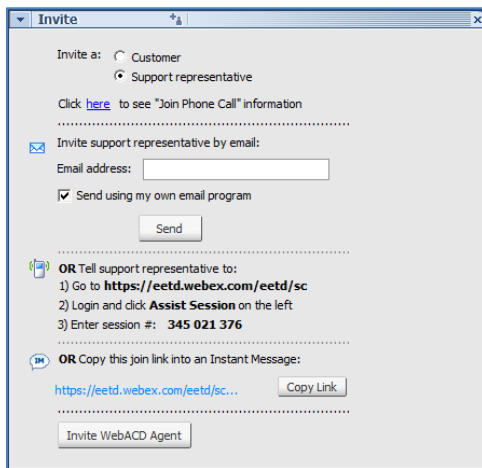 Invite
Invite a:
Customer
Support representative
Click here to see "Join Phone Call" information
Invite support representative by email:
Email address:
Send using my own email program
Send
OR Tell support representative to:
1) Go to https://eetd.webex.com/eetd/sc
2) Login and click Assist Session on the left
3) Enter session #: 345 021 376
IM
OR Copy this join link into an Instant Message:
https://eetd.webex.com/eetd/sc...
Copy Link
Invite WebACD Agent